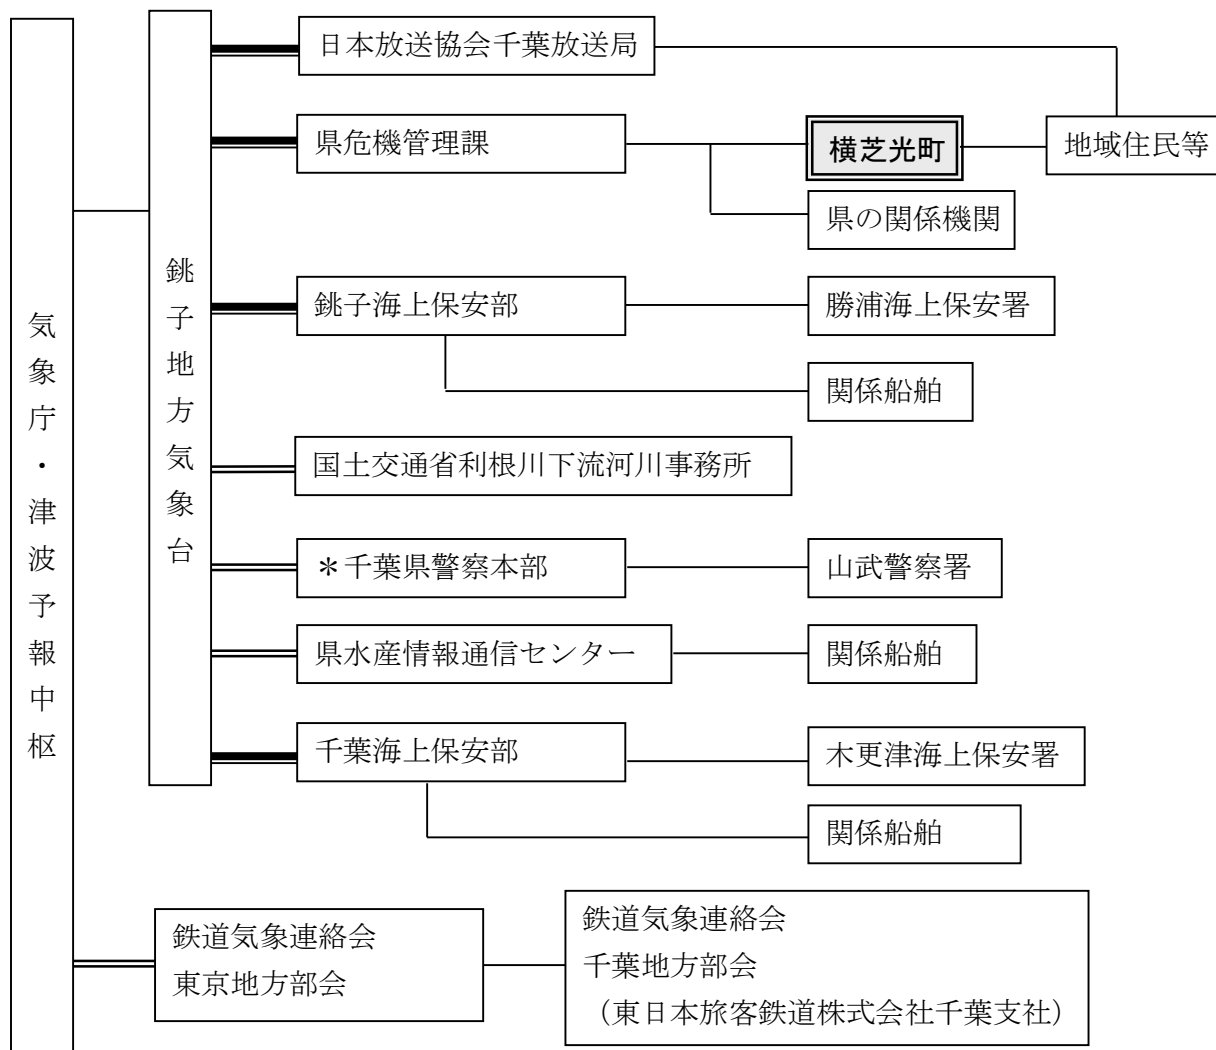 気象庁・津波予報中枢
銚子地方気象台
日本放送協会千葉放送局
県危機管理課
横芝光町
地域住民等
県の関係機関
銚子海上保安部
勝浦海上保安署
関係船舶
国土交通省利根川下流河川事務所
＊千葉県警察本部
山武警察署
県水産情報通信センター
関係船舶
千葉海上保安部
木更津海上保安署
関係船舶
鉄道気象連絡会
東京地方部会
鉄道気象連絡会
千葉地方部会
（東日本旅客鉄道株式会社千葉支社）